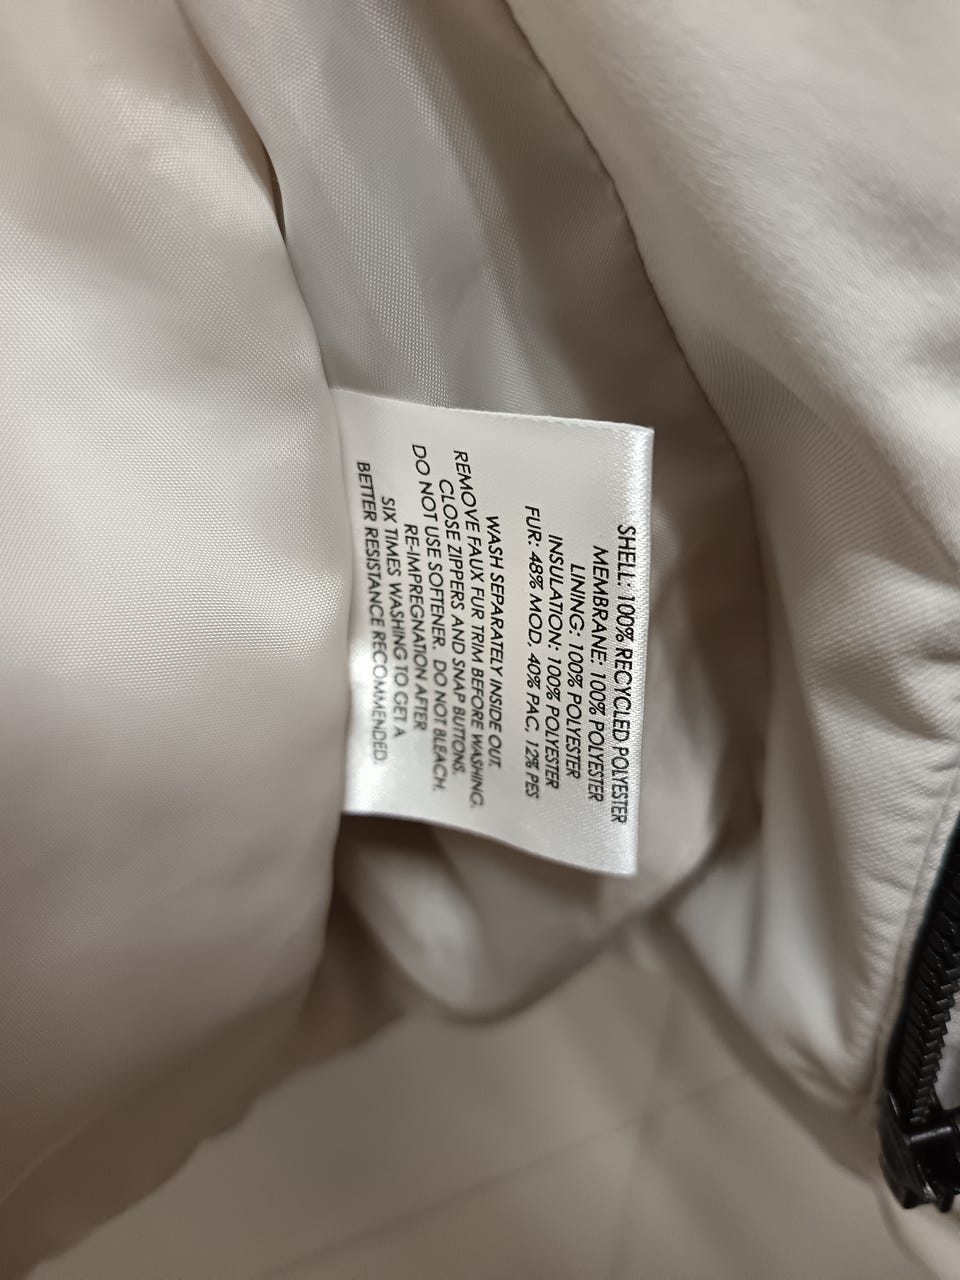 SHELL: 100% RECYCLED POLYESTER
MEMBRANE: 100% POLYESTER
LINING: 100% POLYESTER
INSULATION: 100% POLYESTER
FUR: 48% MOD, 40% PAC, 12% PES
WASH SEPARATELY INSIDE OUT.
REMOVE FAUX FUR TRIM BEFORE WASHING.
CLOSE ZIPPERS AND SNAP BUTTONS.
DO NOT USE SOFTENER. DO NOT BLEACH.
RE-IMPREGNATION AFTER
SIX TIMES WASHING TO GET A
BETTER RESISTANCE RECOMMENDED